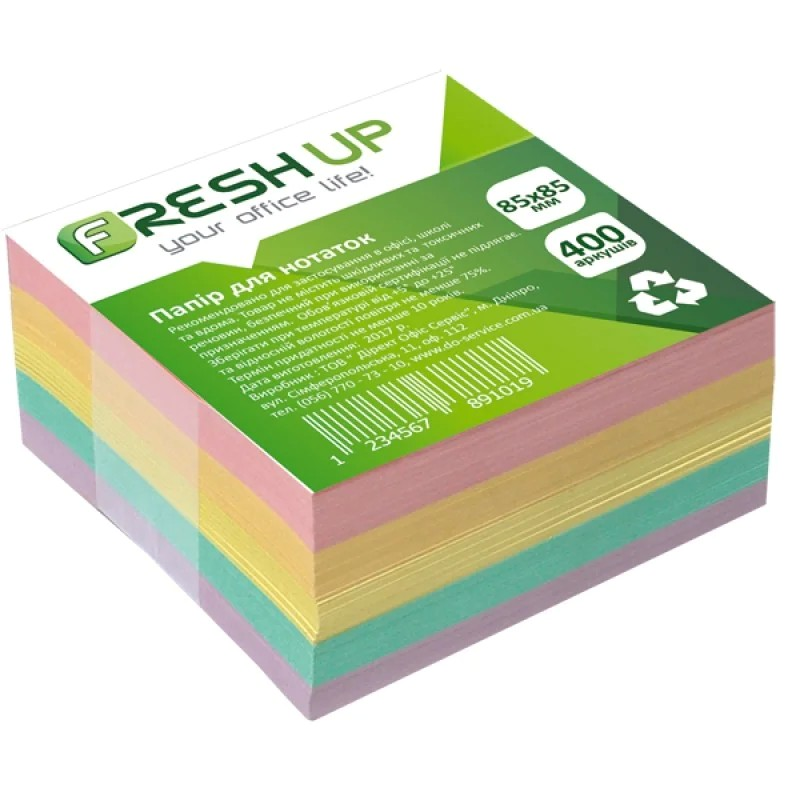 FRESH UP
your office life!
85x85
мм
400
аркушів
Папір для нотаток
Рекомендовано для застосування в офісі, школі
та вдома. Товар не містить шкідливих та токсичних
речовин, безпечний при використанні за
призначенням. Обов'язковій сертифікації не підлягає.
Зберігати при температурі від +5° до +25°
та відносній вологості повітря не менше 75%.
Термін придатності не менше 10 років.
Дата виготовлення: 2017 р.
Виробник: ТОВ "Дірект Офіс Сервіс", м. Дніпро,
вул. Сімферопольська, 11, оф. 112
тел. (056) 770 - 73 - 10, www.do-service.com.ua
1 234567 891019